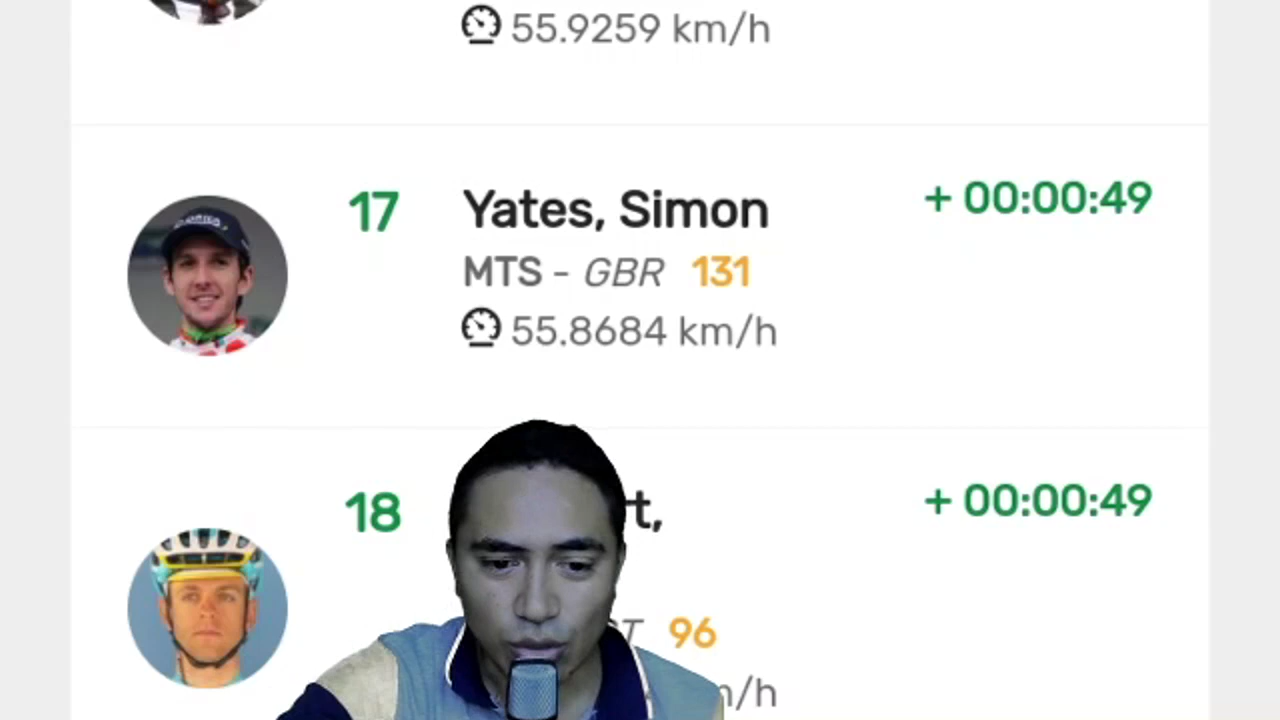 55.9259 km/h
17 Yates, Simon + 00:00:49
MTS - GBR 131
55.8684 km/h
18 + 00:00:49
96